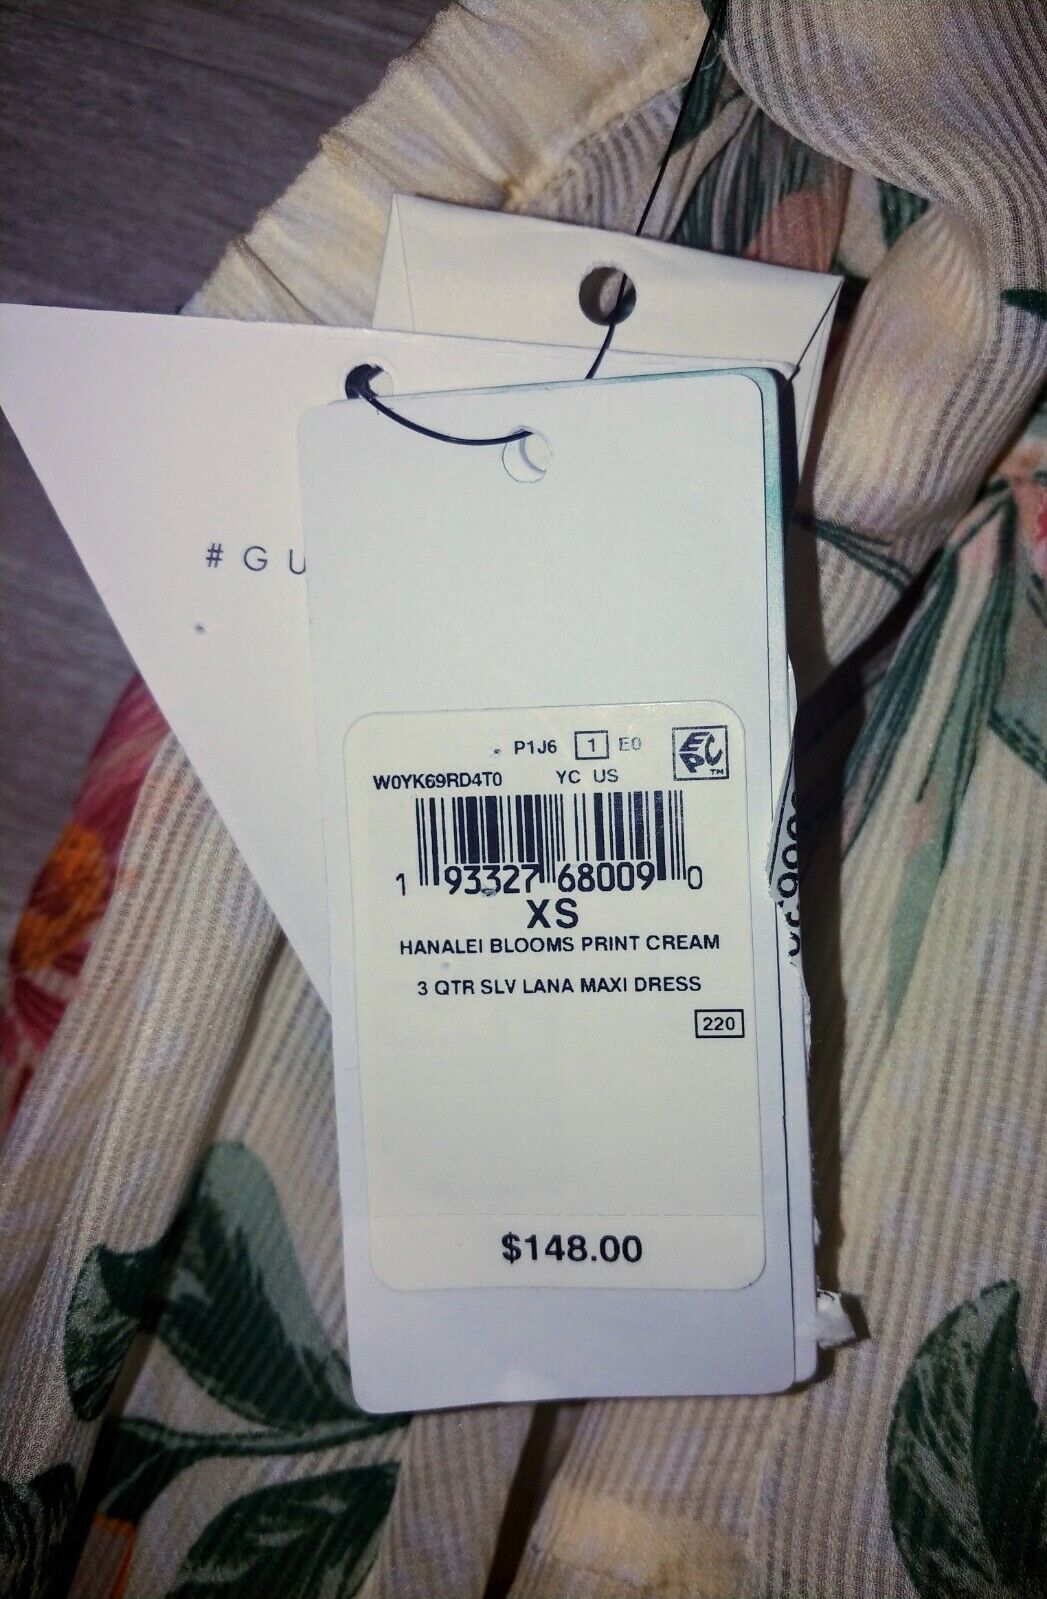 # G U
P1J6 1 E0 EPC™
W0YK69RD4T0 YC US
1 93327 68009 0
XS
HANALEI BLOOMS PRINT CREAM
3 QTR SLV LANA MAXI DRESS
220
$148.00